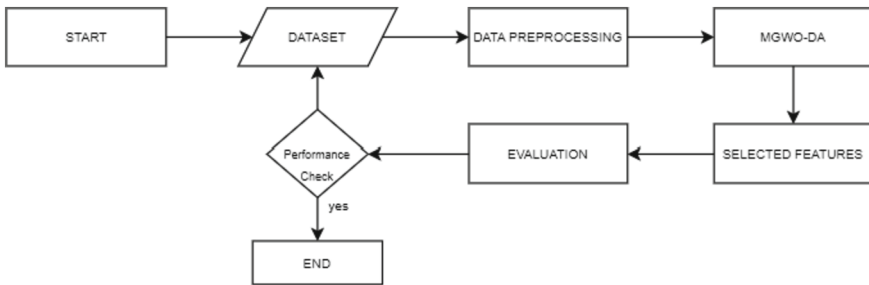 START
DATASET
DATA PREPROCESSING
MGWO-DA
SELECTED FEATURES
EVALUATION
Performance
Check
yes
END